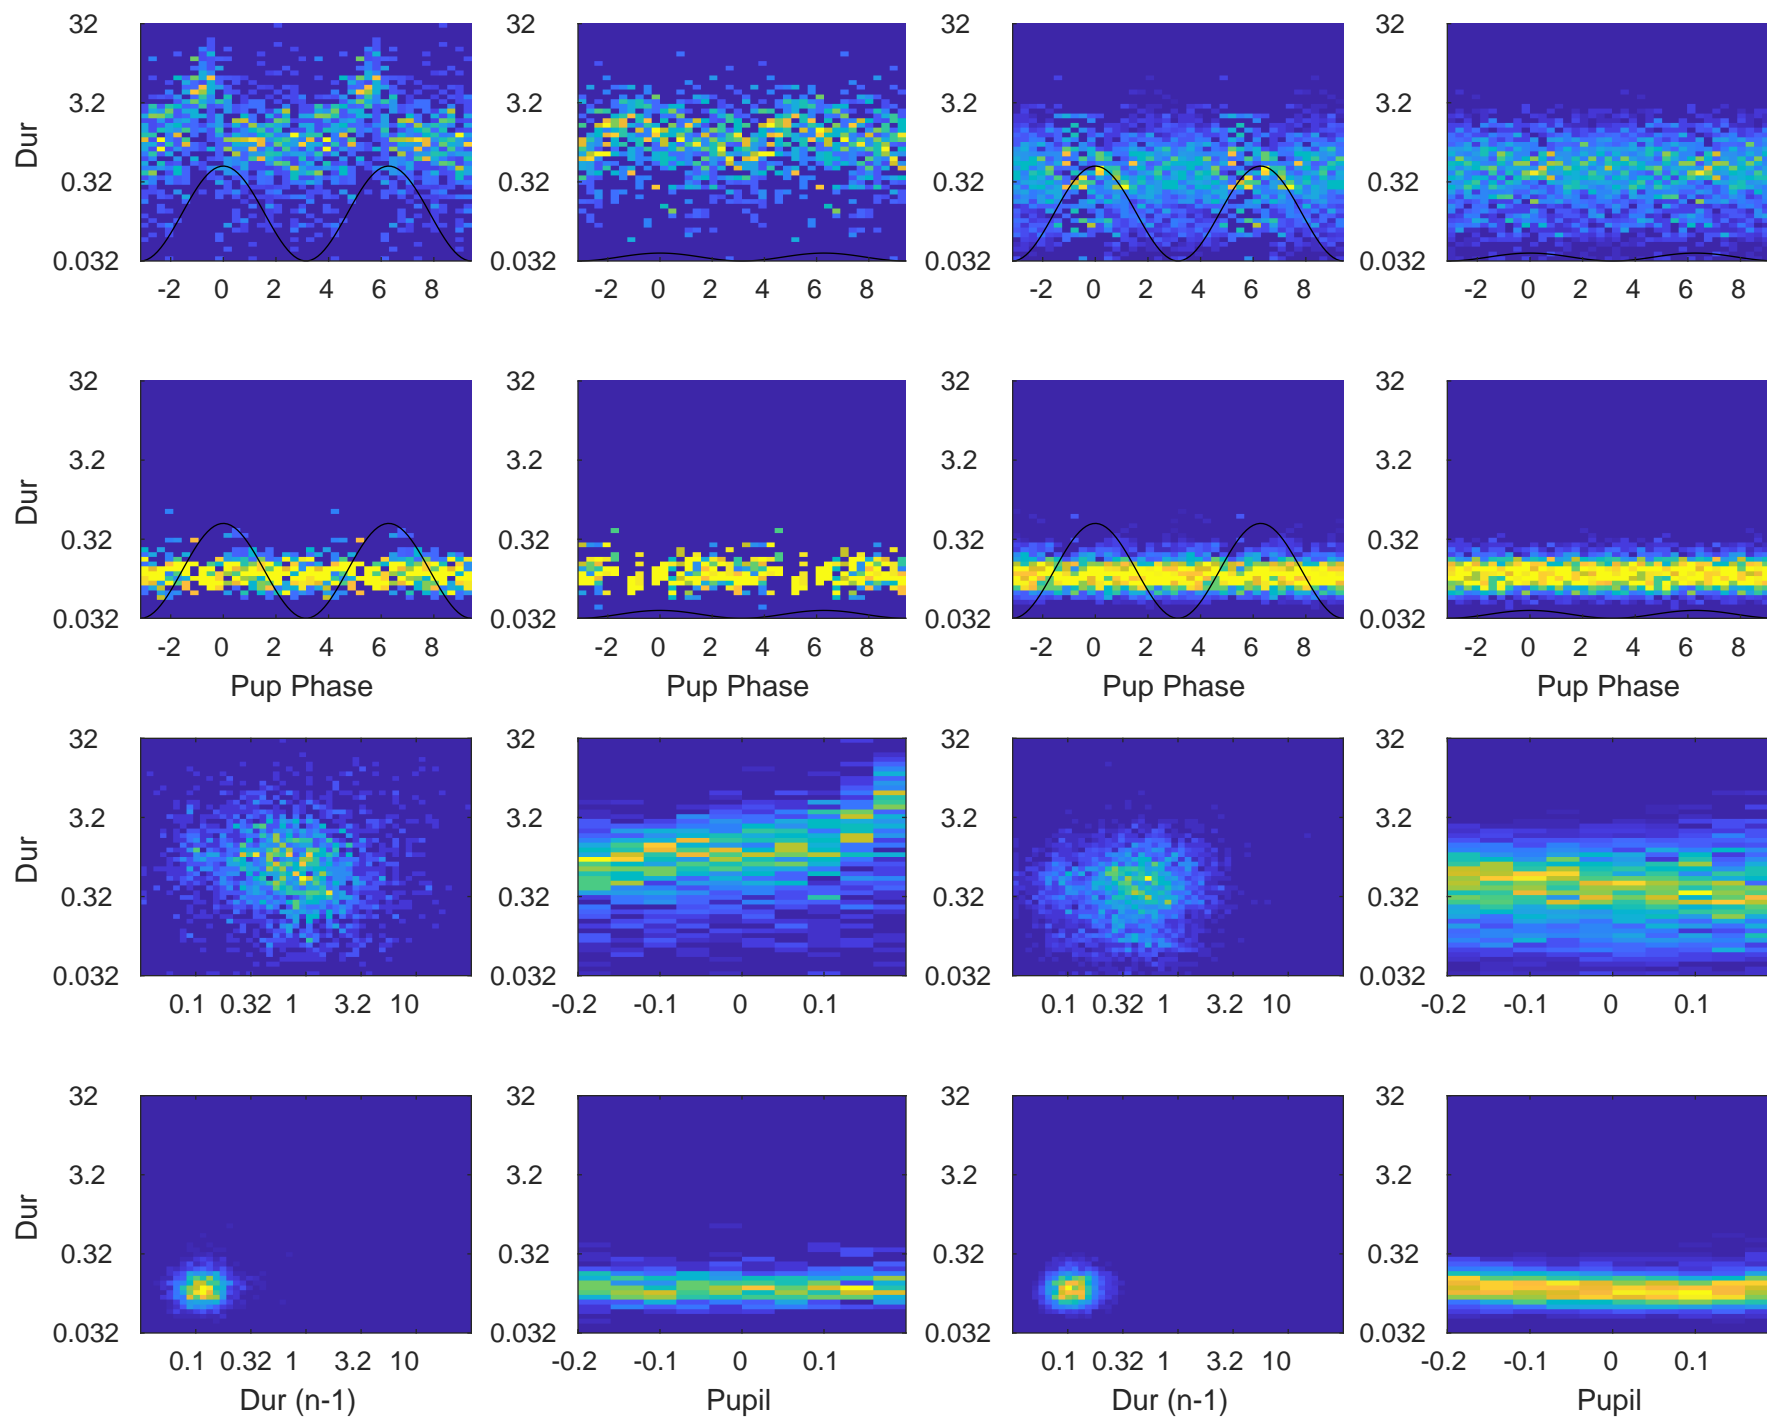 32 32 32 32
3.2 3.2 3.2 3.2
Dur
0.32 0.32 0.32 0.32
0.032 0.032 0.032 0.032
-2 0 2 4 6 8 -2 0 2 4 6 8 -2 0 2 4 6 8 -2 0 2 4 6 8
32 32 32 32
3.2 3.2 3.2 3.2
Dur
0.32 0.32 0.32 0.32
0.032 0.032 0.032 0.032
-2 0 2 4 6 8 -2 0 2 4 6 8 -2 0 2 4 6 8 -2 0 2 4 6 8
Pup Phase Pup Phase Pup Phase Pup Phase
32 32 32 32
3.2 3.2 3.2 3.2
Dur
0.32 0.32 0.32 0.32
0.032 0.032 0.032 0.032
0.1 0.32 1 3.2 10 -0.2 -0.1 0 0.1 0.1 0.32 1 3.2 10 -0.2 -0.1 0 0.1
32 32 32 32
3.2 3.2 3.2 3.2
Dur
0.32 0.32 0.32 0.32
0.032 0.032 0.032 0.032
0.1 0.32 1 3.2 10 -0.2 -0.1 0 0.1 0.1 0.32 1 3.2 10 -0.2 -0.1 0 0.1
Dur (n-1) Pupil Dur (n-1) Pupil